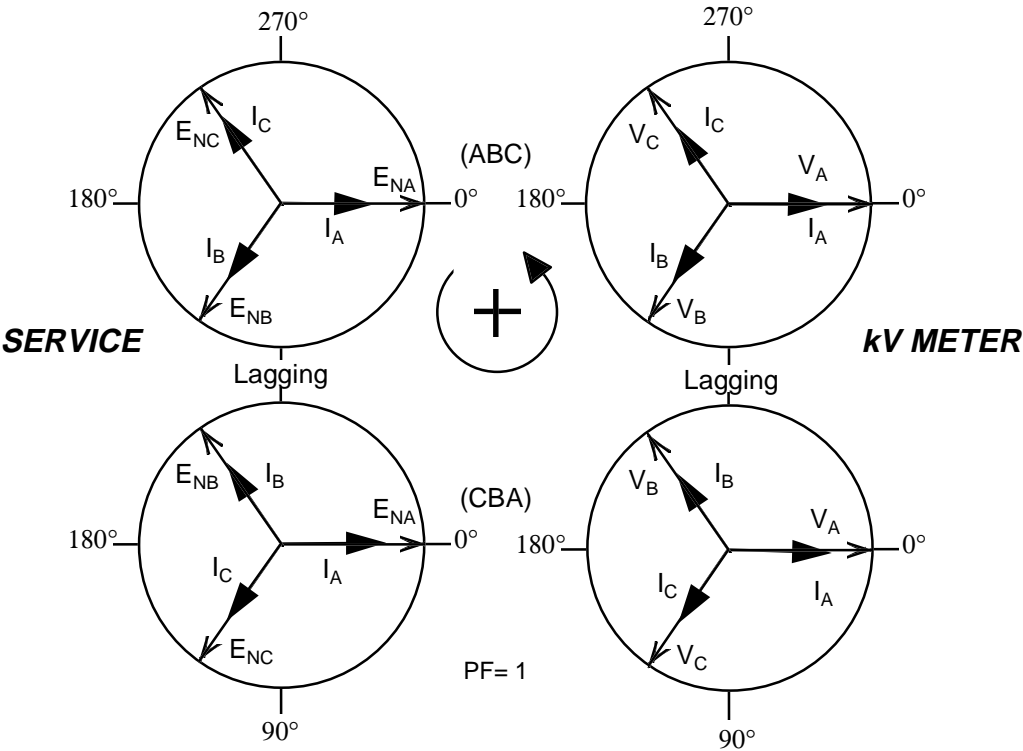 270°
270°
I_C
E_NC
(ABC)
E_NA
180°
0°
I_A
I_B
E_NB
I_C
V_C
V_A
180°
0°
I_A
I_B
V_B
+
SERVICE
kV METER
Lagging
Lagging
E_NB
I_B
(CBA)
E_NA
180°
0°
I_C
I_A
E_NC
V_B
I_B
V_A
180°
0°
I_C
I_A
V_C
PF= 1
90°
90°